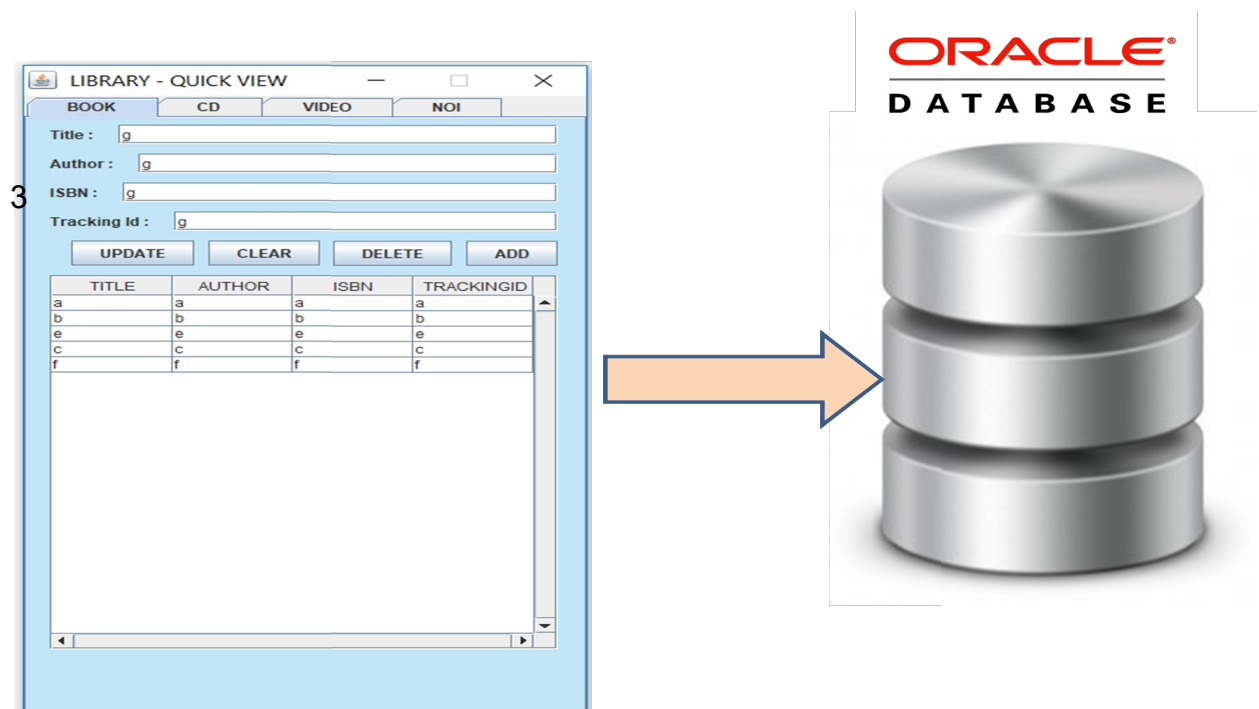 ORACLE®
DATABASE
LIBRARY - QUICK VIEW
BOOK CD VIDEO NOI
Title : g
Author : g
3
ISBN : g
Tracking Id : g
UPDATE CLEAR DELETE ADD
TITLE AUTHOR ISBN TRACKINGID
a a a a
b b b b
e e e e
c c c c
f f f f